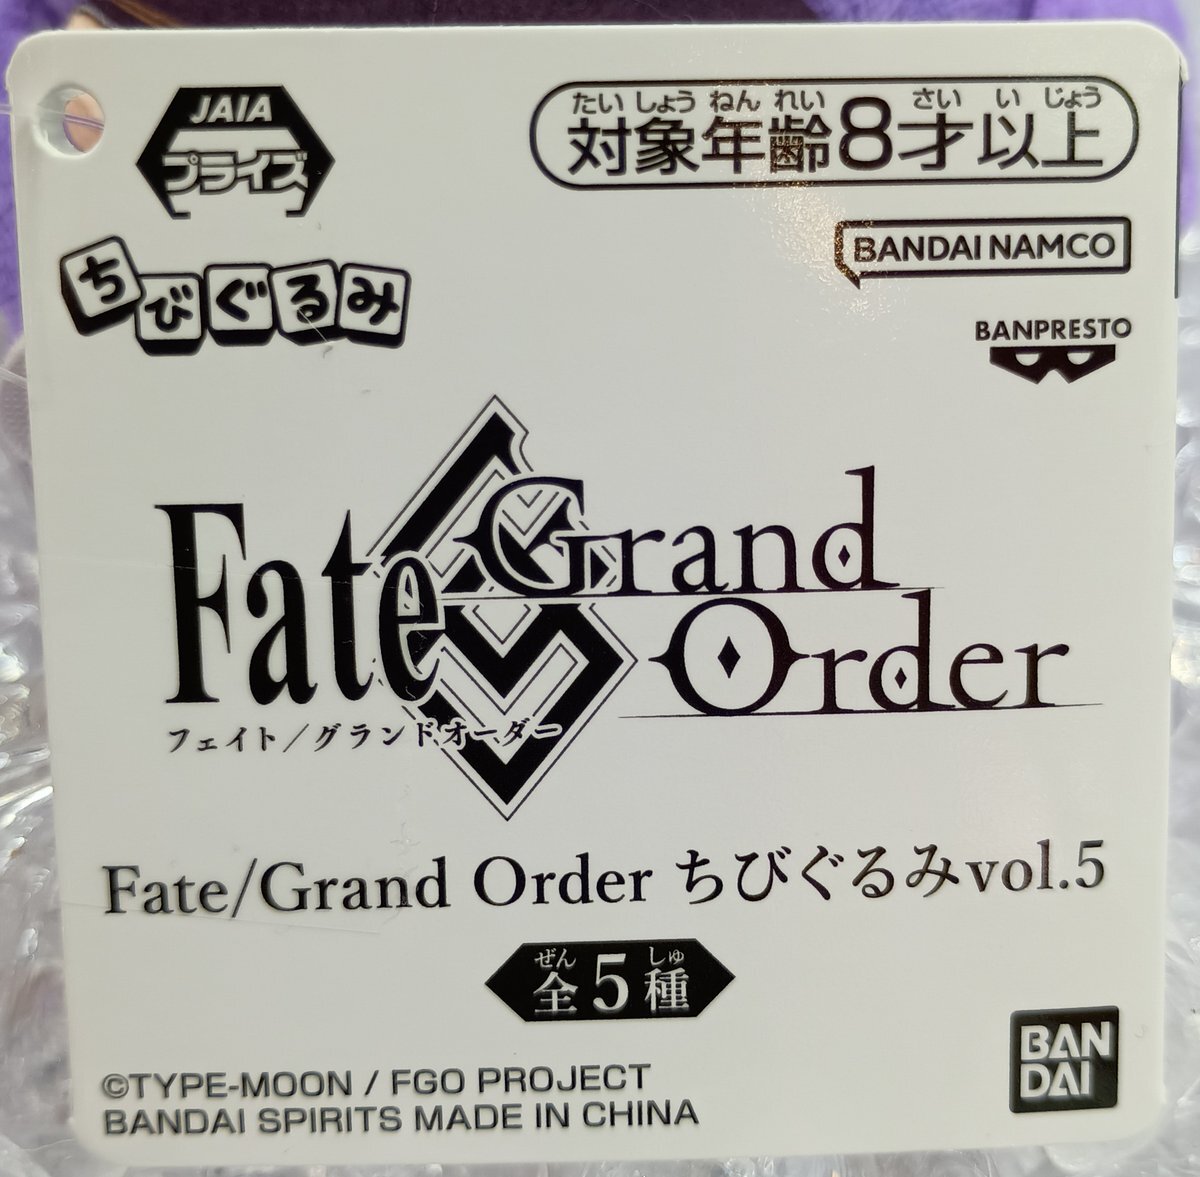 JAIA
プライズ
たいしょう ねん れい さい い じょう
対象年齢8才以上
ちびぐるみ
BANDAI NAMCO
BANPRESTO
Fate Grand Order
フェイト/グランドオーダー
Fate/Grand Order ちびぐるみvol.5
ぜん しゅ
全5種
BAN
DAI
©TYPE-MOON / FGO PROJECT
BANDAI SPIRITS MADE IN CHINA